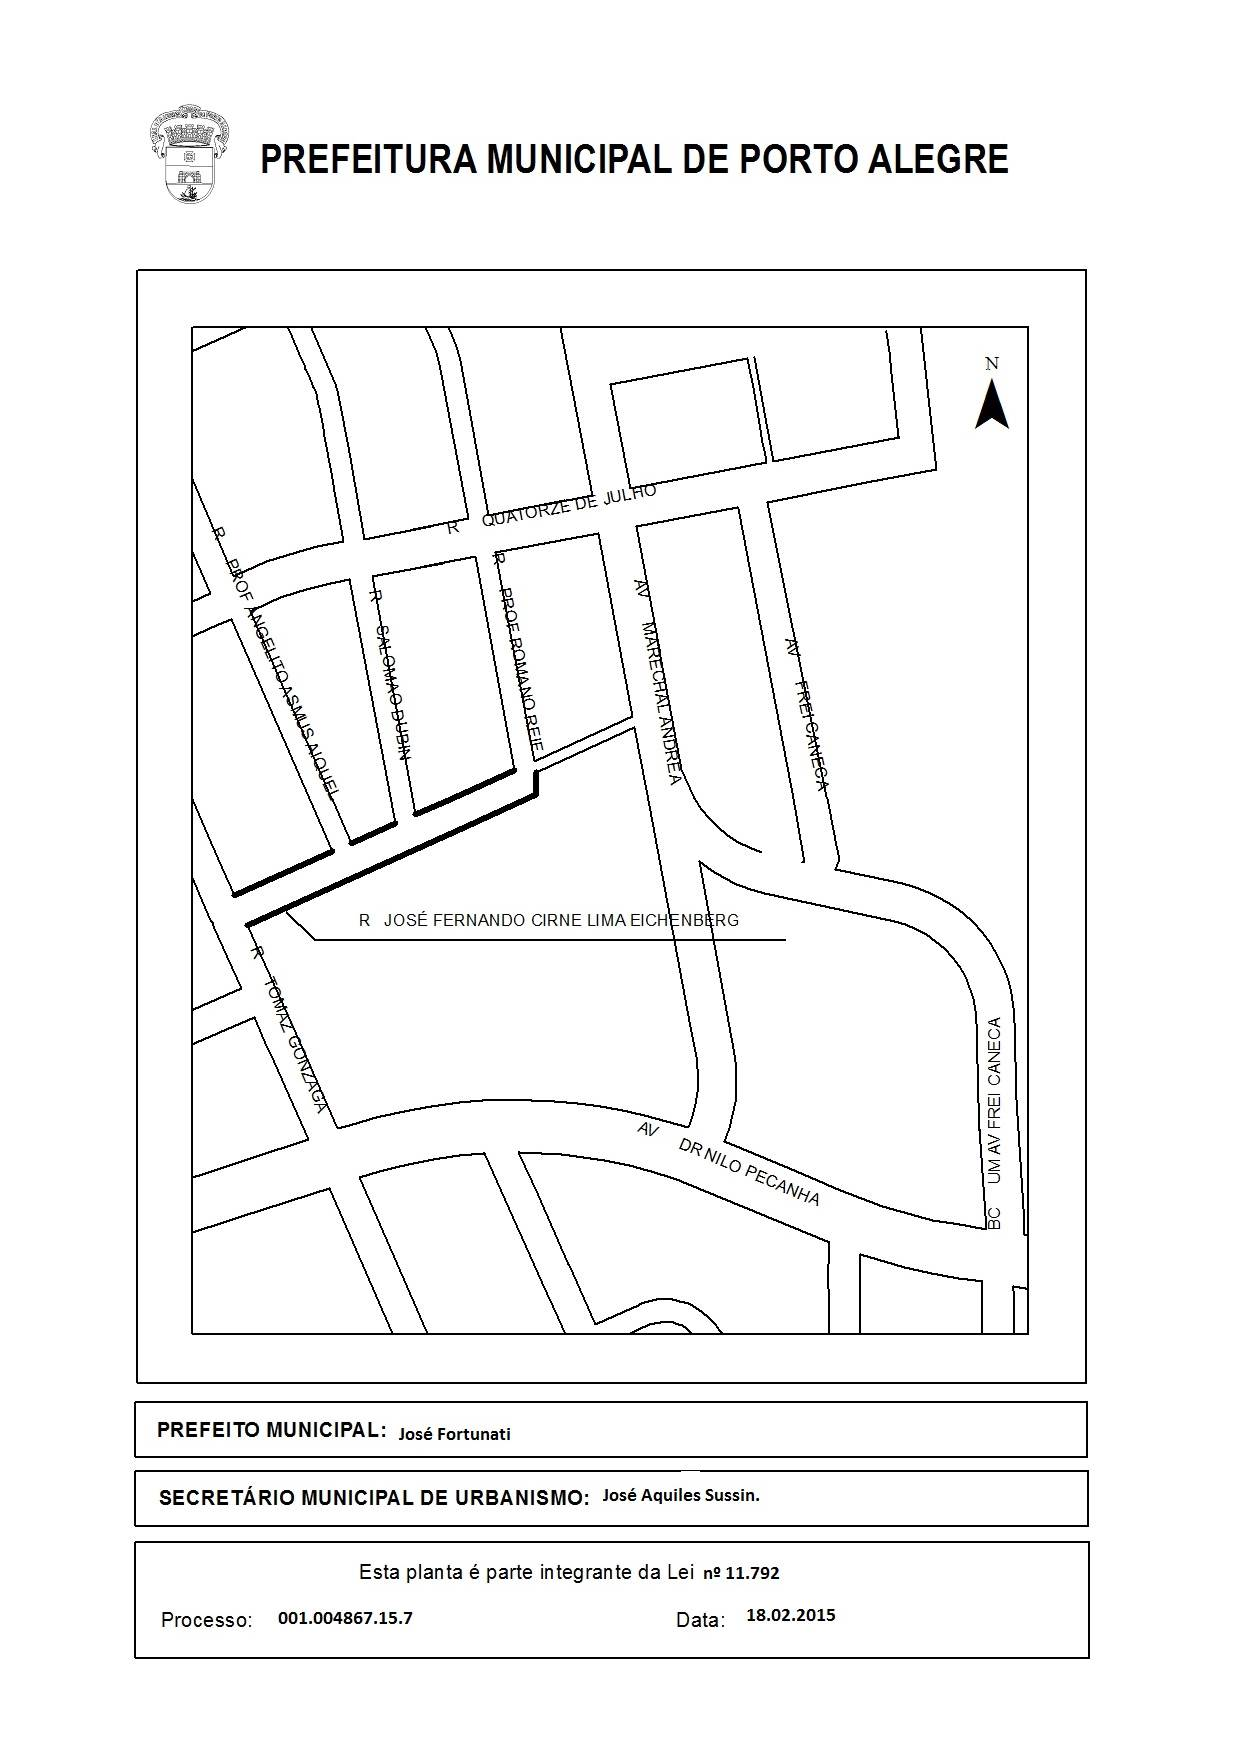 PREFEITURA MUNICIPAL DE PORTO ALEGRE
N
R QUATORZE DE JULHO
R PROF ANGELITO ASMUS AIQUEL
R SALOMAO DUBIN
R PROF ROMANO REIF
AV MARECHAL ANDREA
AV FREI CANECA
R JOSÉ FERNANDO CIRNE LIMA EICHENBERG
R TOMAZ GONZAGA
AV DR NILO PECANHA
BC UM AV FREI CANECA
PREFEITO MUNICIPAL: José Fortunati
SECRETÁRIO MUNICIPAL DE URBANISMO: José Aquiles Sussin.
Esta planta é parte integrante da Lei nº 11.792
Processo: 001.004867.15.7 Data: 18.02.2015